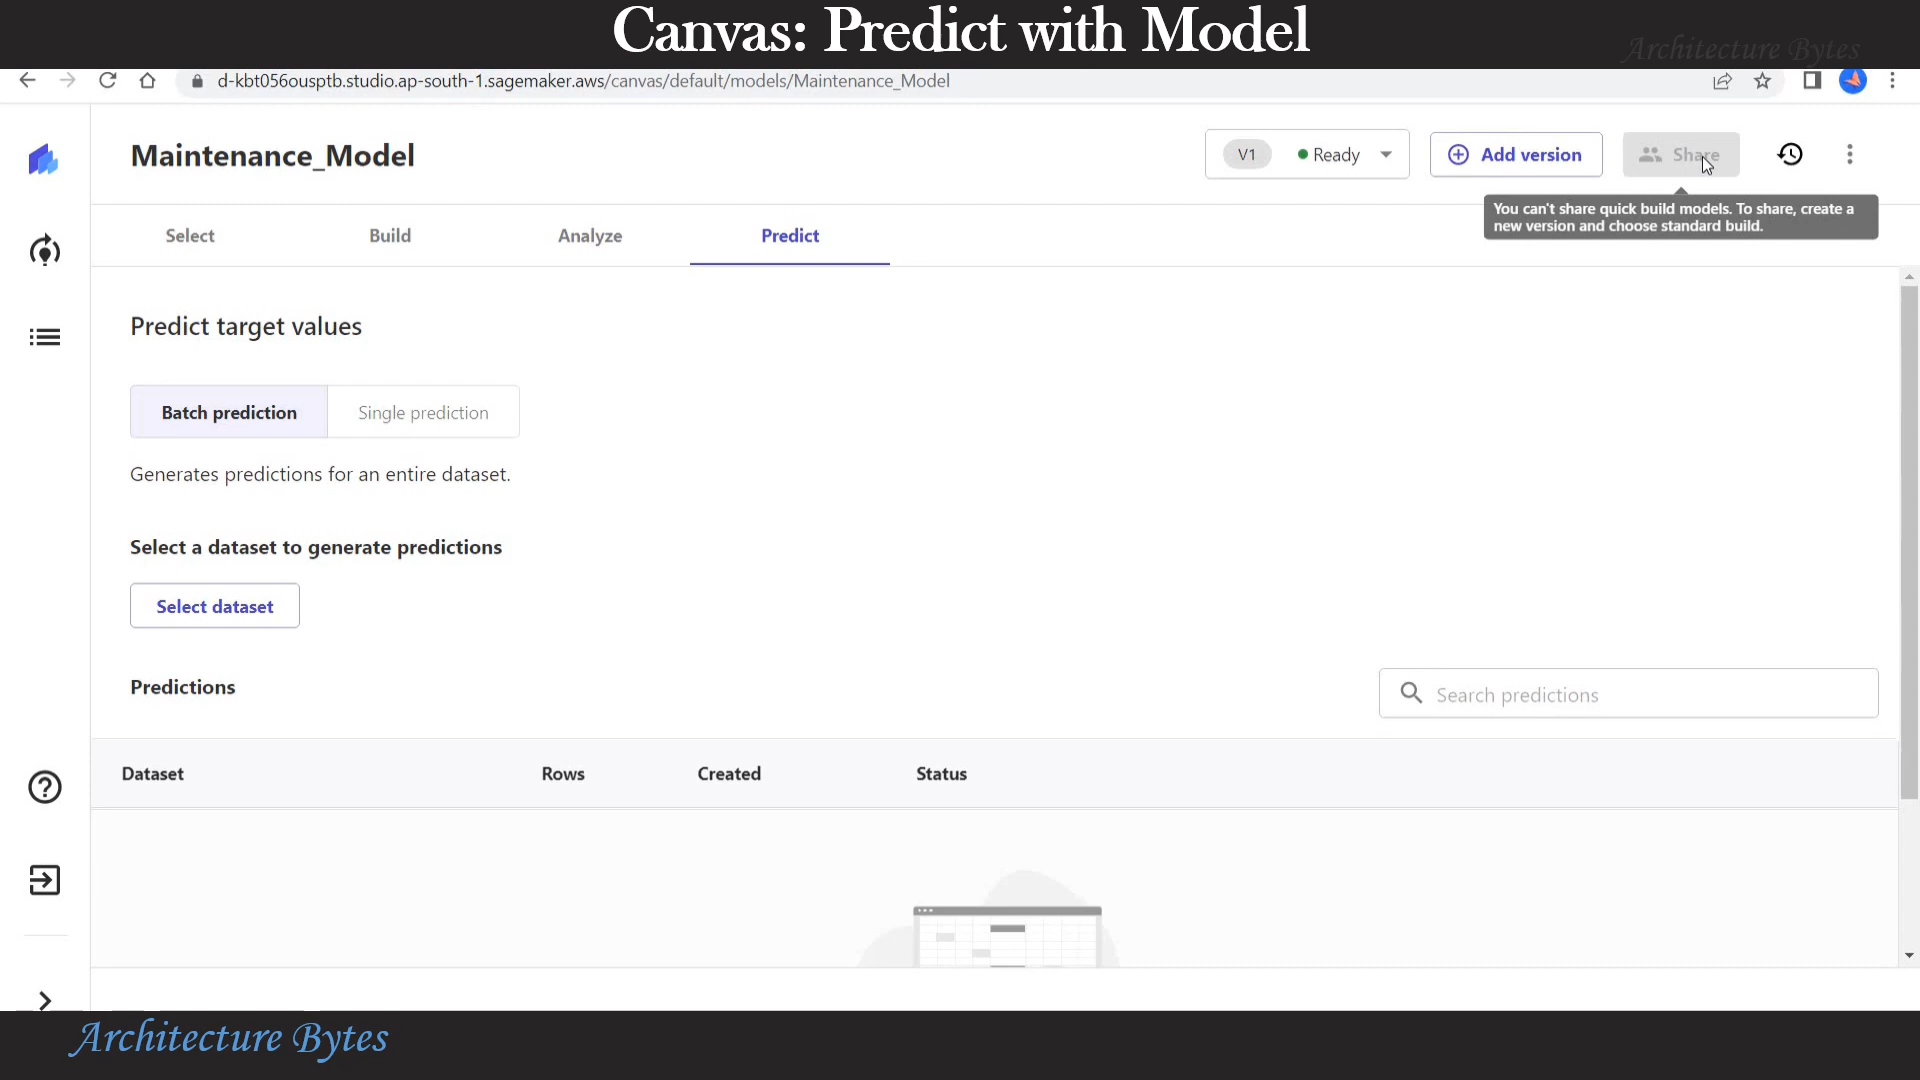 Canvas: Predict with Model
Architecture Bytes
d-kbt056ousptb.studio.ap-south-1.sagemaker.aws/canvas/default/models/Maintenance_Model
Maintenance_Model
V1
Ready
Add version
Share
You can't share quick build models. To share, create a
new version and choose standard build.
Select
Build
Analyze
Predict
Predict target values
Batch prediction
Single prediction
Generates predictions for an entire dataset.
Select a dataset to generate predictions
Select dataset
Predictions
Search predictions
Dataset
Rows
Created
Status
Architecture Bytes